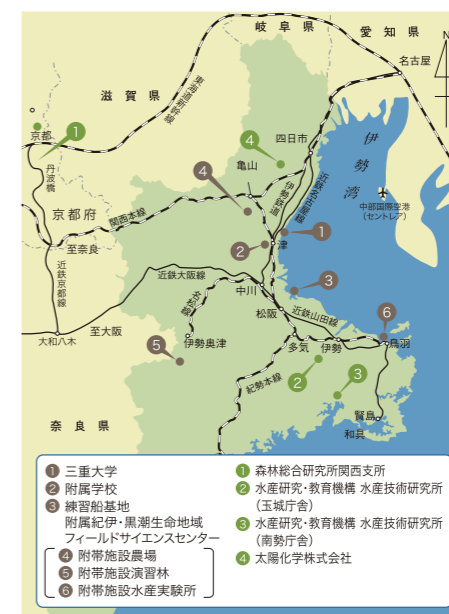 岐阜県
愛知県
N
名古屋
滋賀県
東海道新幹線
京都
1
丹波橋
京都府
至奈良
近鉄京都線
大和八木
至大阪
関西本線
4
四日市
亀山
4
伊勢鉄道
近鉄名古屋線
伊勢湾
中部国際空港
(セントレア)
1
2
津
3
近鉄大阪線
中川
名松線
松阪
近鉄山田線
6
鳥羽
伊勢奥津
5
多気
伊勢
2
3
紀勢本線
賢島
和具
奈良県
1 三重大学
2 附属学校
3 練習船基地
附属紀伊・黒潮生命地域
フィールドサイエンスセンター
4 附帯施設農場
5 附帯施設演習林
6 附帯施設水産実験所
1 森林総合研究所関西支所
2 水産研究・教育機構 水産技術研究所
(玉城庁舎)
3 水産研究・教育機構 水産技術研究所
(南勢庁舎)
4 太陽化学株式会社